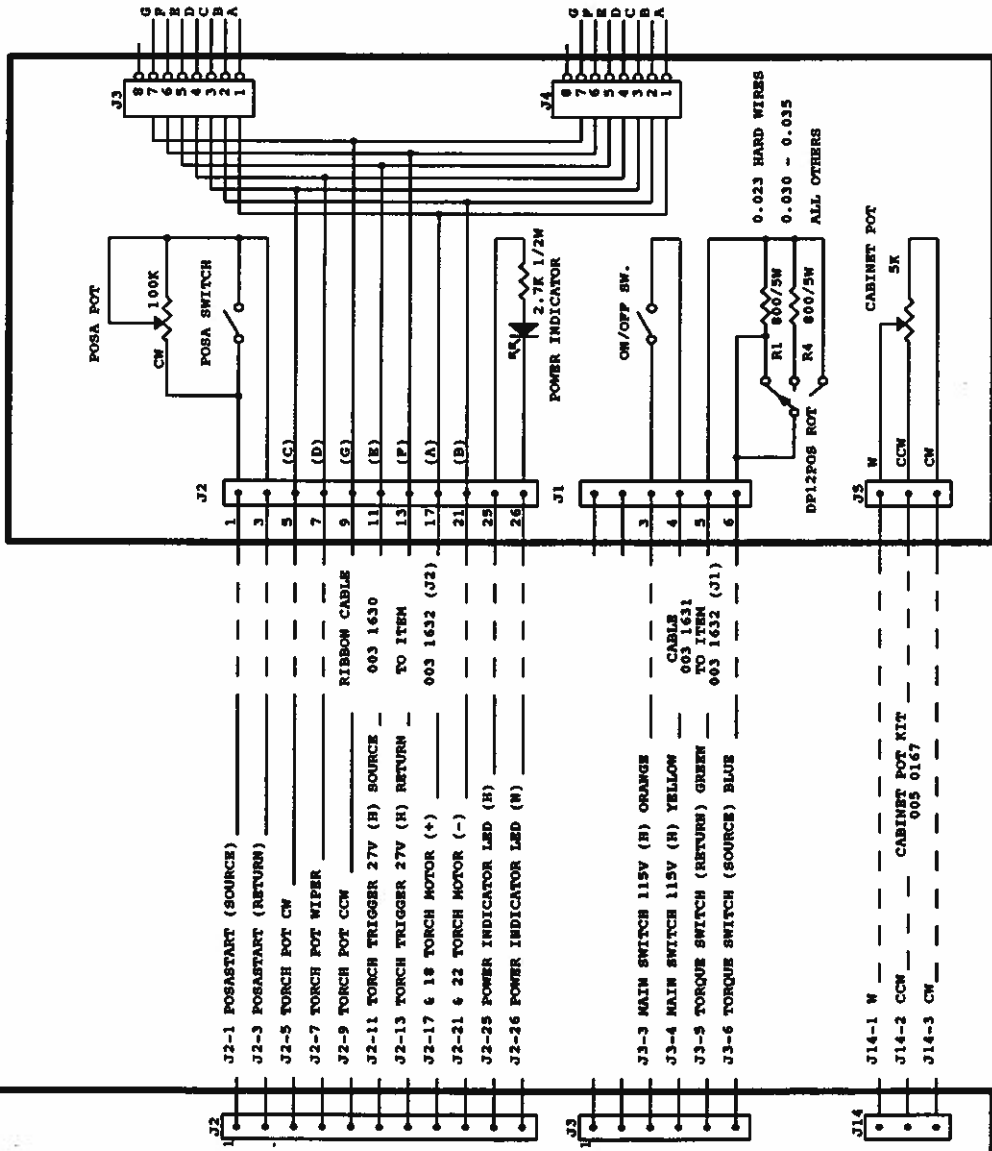 G
F
E
D
C
B
A
J3
8
7
6
5
4
3
2
1
G
F
E
D
C
B
A
J4
8
7
6
5
4
3
2
1
POSA POT
CW
100K
POSA SWITCH
2.7K 1/2W
POWER INDICATOR
ON/OFF SW.
0.023 HARD WIRES
0.030 - 0.035
ALL OTHERS
R1 800/5W
R4 800/5W
DP12POS ROT
CABINET POT
5K
J2
1
3
5
7
9
11
13
17
21
25
26
(C)
(D)
(G)
(E)
(F)
(A)
(B)
J1
3
4
5
6
J5
W
CCW
CW
RIBBON CABLE
003 1630
TO ITEM
003 1632 (J2)
CABLE
003 1631
TO ITEM
003 1632 (J1)
CABINET POT KIT
005 0167
J2-1 POSASTART (SOURCE)
J2-3 POSASTART (RETURN)
J2-5 TORCH POT CW
J2-7 TORCH POT WIPER
J2-9 TORCH POT CCW
J2-11 TORCH TRIGGER 27V (H) SOURCE
J2-13 TORCH TRIGGER 27V (H) RETURN
J2-17 & 18 TORCH MOTOR (+)
J2-21 & 22 TORCH MOTOR (-)
J2-25 POWER INDICATOR LED (H)
J2-26 POWER INDICATOR LED (N)
J3-3 MAIN SWITCH 115V (H) ORANGE
J3-4 MAIN SWITCH 115V (H) YELLOW
J3-5 TORQUE SWITCH (RETURN) GREEN
J3-6 TORQUE SWITCH (SOURCE) BLUE
J14-1 W
J14-2 CCW
J14-3 CW
J2
1
J3
1
J14